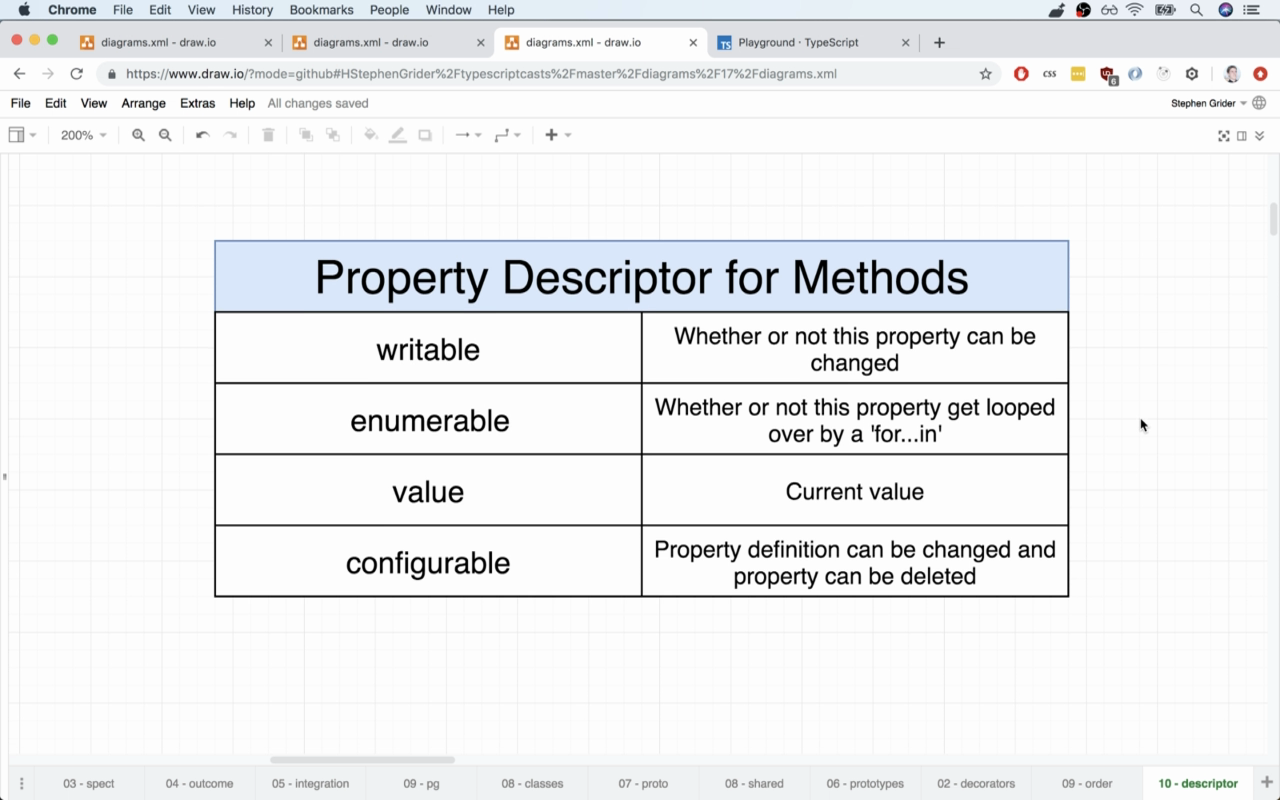 Chrome File Edit View History Bookmarks People Window Help
diagrams.xml - draw.io diagrams.xml - draw.io diagrams.xml - draw.io TS Playground · TypeScript
https://www.draw.io/?mode=github#HStephenGrider%2Ftypescriptcasts%2Fmaster%2Fdiagrams%2F17%2Fdiagrams.xml CSS 6
File Edit View Arrange Extras Help All changes saved Stephen Grider
200%
Property Descriptor for Methods
writable
Whether or not this property can be
changed
enumerable
Whether or not this property get looped
over by a 'for...in'
value
Current value
configurable
Property definition can be changed and
property can be deleted
03 - spect 04 - outcome 05 - integration 09 - pg 08 - classes 07 - proto 08 - shared 06 - prototypes 02 - decorators 09 - order 10 - descriptor